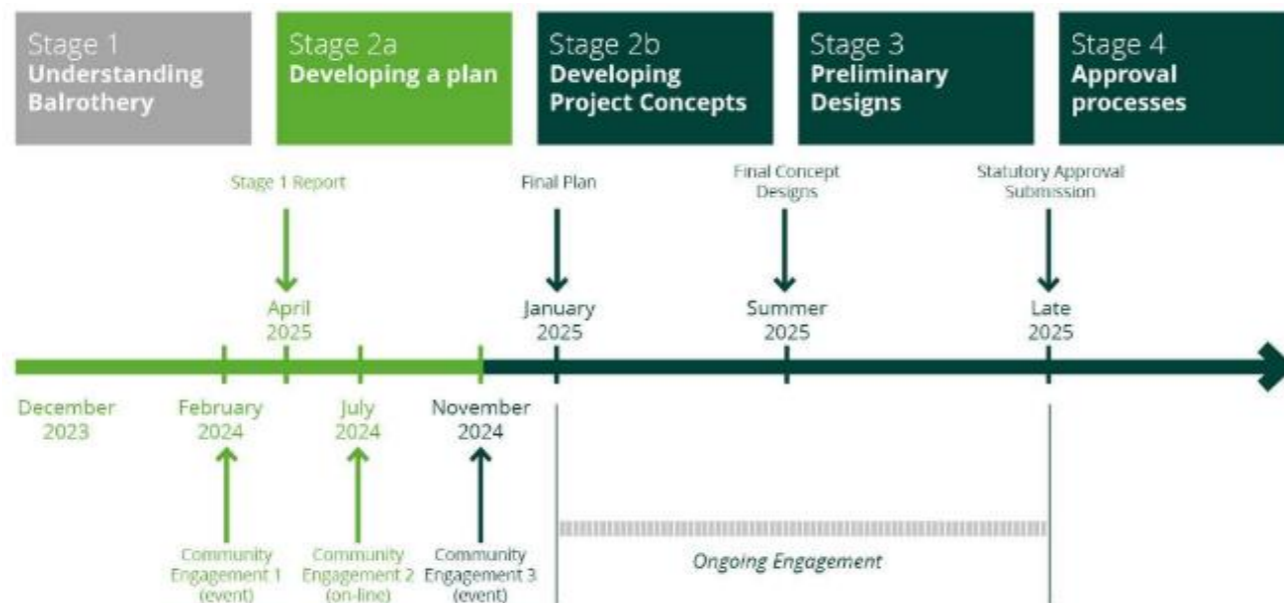 Stage 1
Understanding
Balrothery
Stage 2a
Developing a plan
Stage 2b
Developing
Project Concepts
Stage 3
Preliminary
Designs
Stage 4
Approval
processes
Stage 1 Report
Final Plan
Final Concept
Designs
Statutory Approval
Submission
April
2025
January
2025
Summer
2025
Late
2025
December
2023
February
2024
July
2024
November
2024
Community
Engagement 1
(event)
Community
Engagement 2
(on-line)
Community
Engagement 3
(event)
Ongoing Engagement